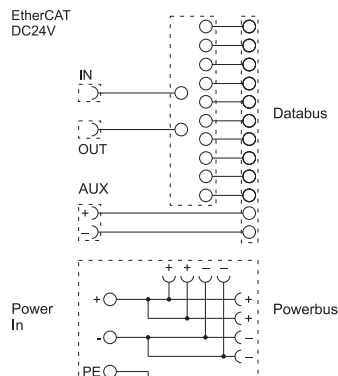 EtherCAT
DC24V
IN
Databus
OUT
AUX
+
–
+ + – –
Power
In
+
+
+
Powerbus
-
–
–
PE